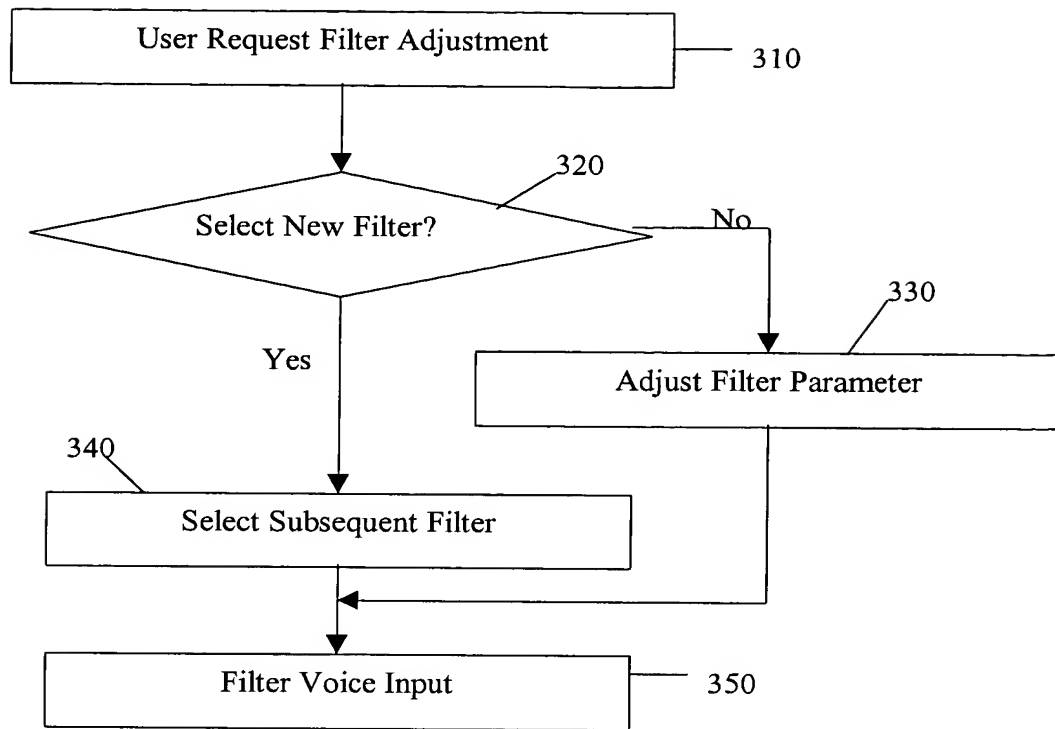 User Request Filter Adjustment
310
320
Select New Filter?
No
330
Yes
Adjust Filter Parameter
340
Select Subsequent Filter
Filter Voice Input
350